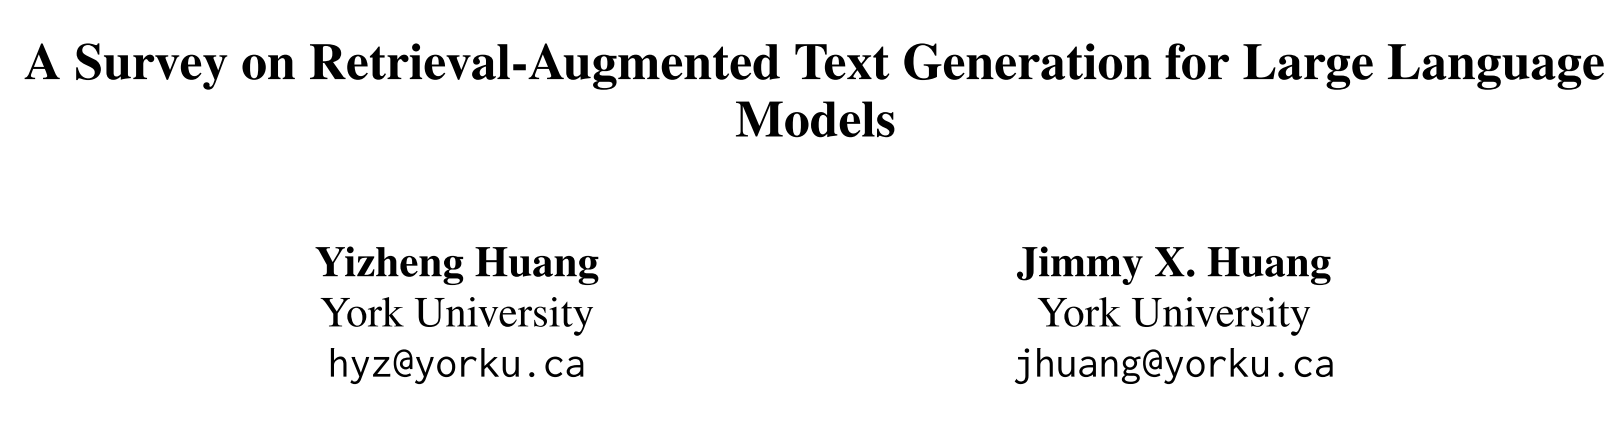 A Survey on Retrieval-Augmented Text Generation for Large Language
Models
Yizheng Huang
York University
hyz@yorku.ca
Jimmy X. Huang
York University
jhuang@yorku.ca